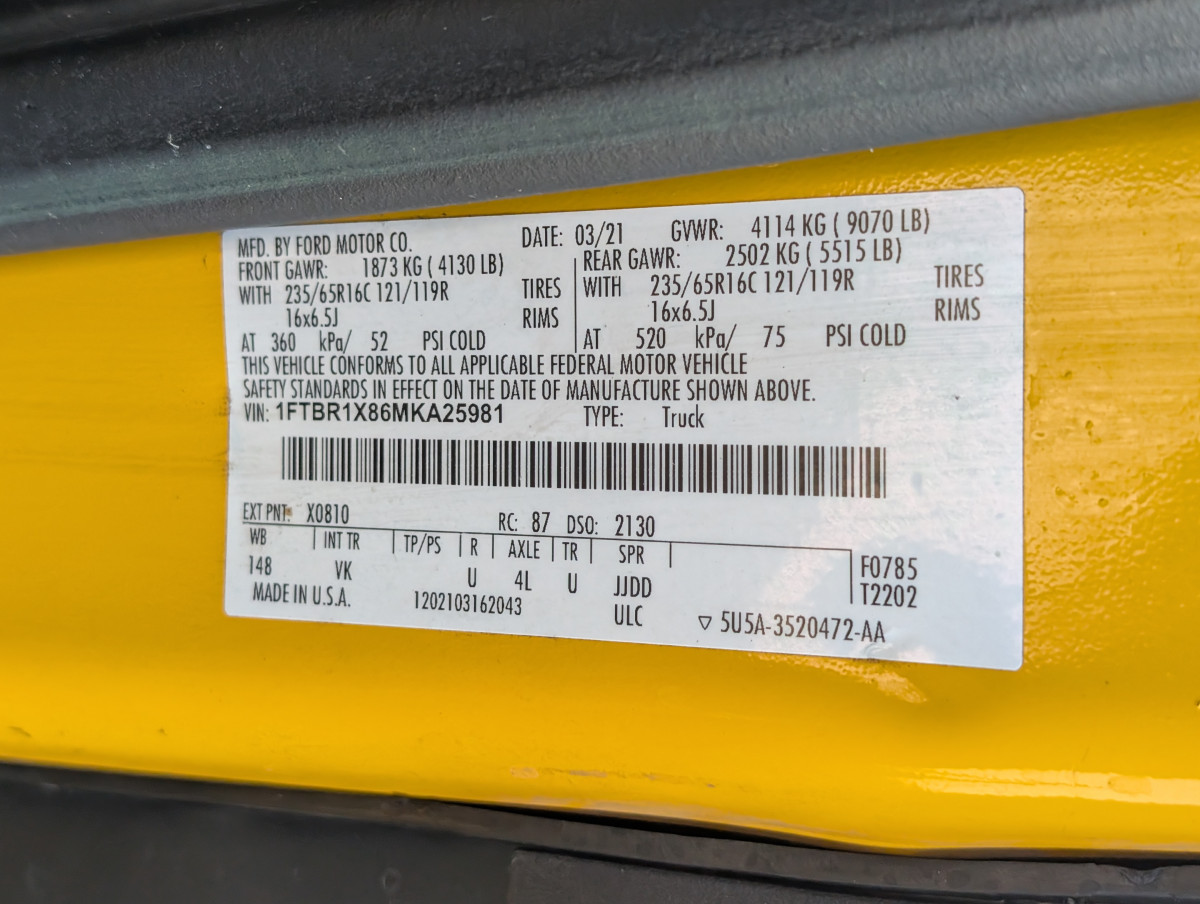 MFD. BY FORD MOTOR CO. DATE: 03/21 GVWR: 4114 KG ( 9070 LB)
FRONT GAWR: 1873 KG ( 4130 LB) REAR GAWR: 2502 KG ( 5515 LB)
WITH 235/65R16C 121/119R TIRES WITH 235/65R16C 121/119R TIRES
16x6.5J RIMS 16x6.5J RIMS
AT 360 kPa/ 52 PSI COLD AT 520 kPa/ 75 PSI COLD
THIS VEHICLE CONFORMS TO ALL APPLICABLE FEDERAL MOTOR VEHICLE
SAFETY STANDARDS IN EFFECT ON THE DATE OF MANUFACTURE SHOWN ABOVE.
VIN: 1FTBR1X86MKA25981 TYPE: Truck
EXT PNT: X0810 RC: 87 DSO: 2130
WB INT TR TP/PS R AXLE TR SPR
148 VK U 4L U JJDD F0785
MADE IN U.S.A. 1202103162043 ULC T2202
▽ 5U5A-3520472-AA